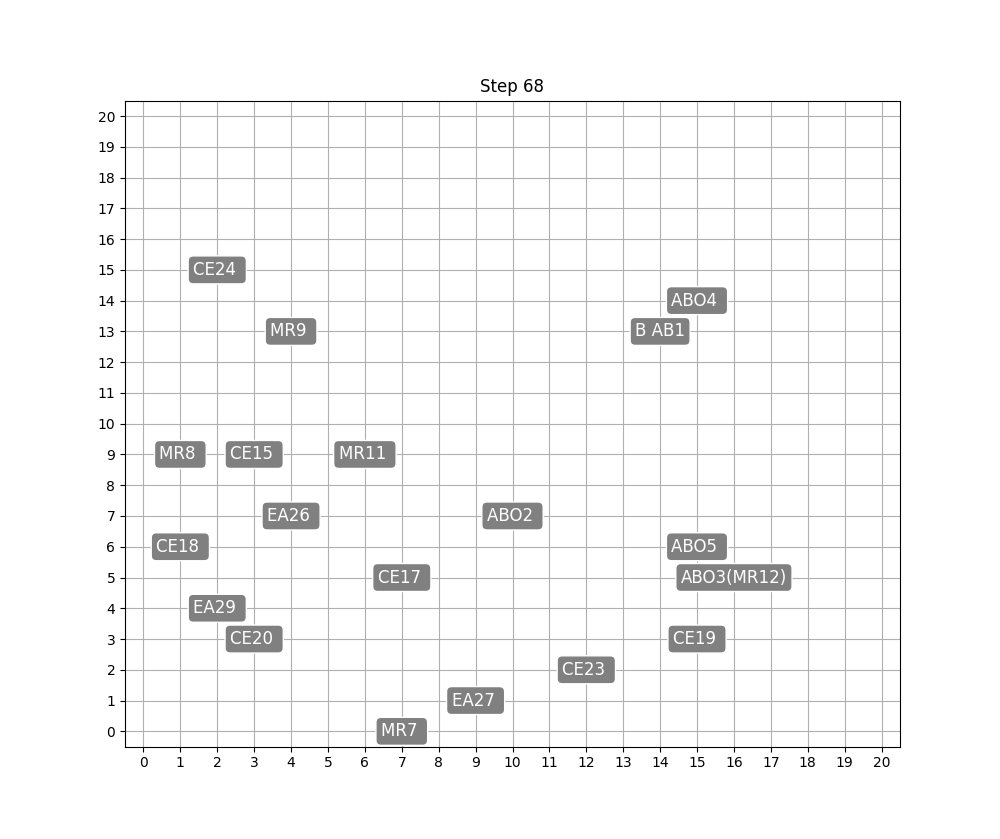 Step 68
20
19
18
17
16
15
CE24
14
ABO4
13
MR9
B AB1
12
11
10
9
MR8
CE15
MR11
8
7
EA26
ABO2
6
CE18
ABO5
5
CE17
ABO3(MR12)
4
EA29
3
CE20
CE19
2
CE23
1
EA27
0
MR7
0 1 2 3 4 5 6 7 8 9 10 11 12 13 14 15 16 17 18 19 20